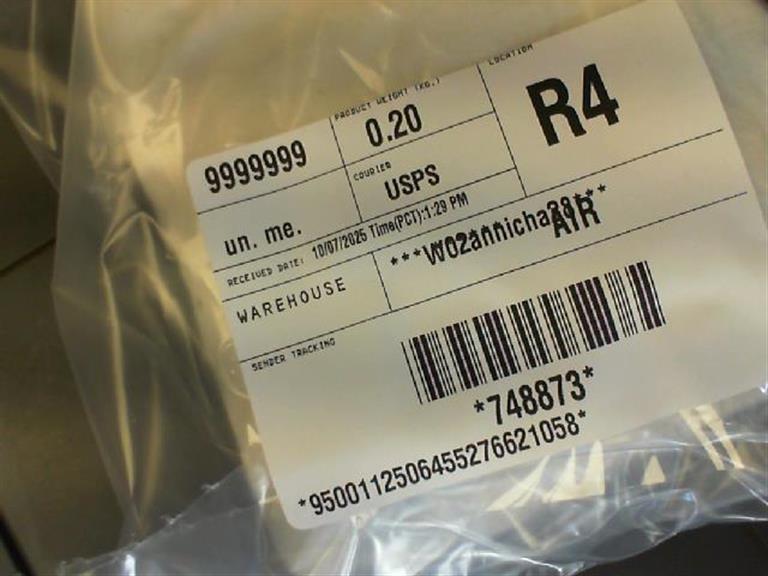 9999999
PRODUCT WEIGHT (KG.)
0.20
LOCATION
R4
un. me.
COURIER
USPS
RECEIVED DATE: 10/07/2025 Time(PCT):1:29 PM
WAREHOUSE
AIR
SENDER TRACKING
*748873*
*9500112506455276621058*